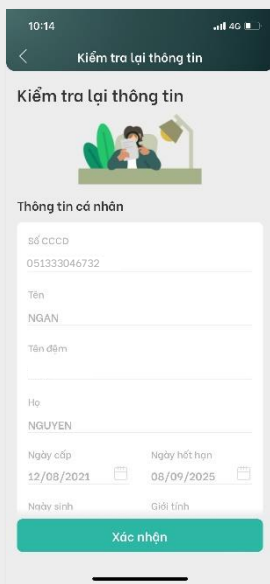 10:14
4G
Kiểm tra lại thông tin
Kiểm tra lại thông tin
Thông tin cá nhân
Số CCCD
051333046732
Tên
NGAN
Tên đệm
Họ
NGUYEN
Ngày cấp Ngày hết hạn
12/08/2021 08/09/2025
Ngày sinh Giới tính
Xác nhận